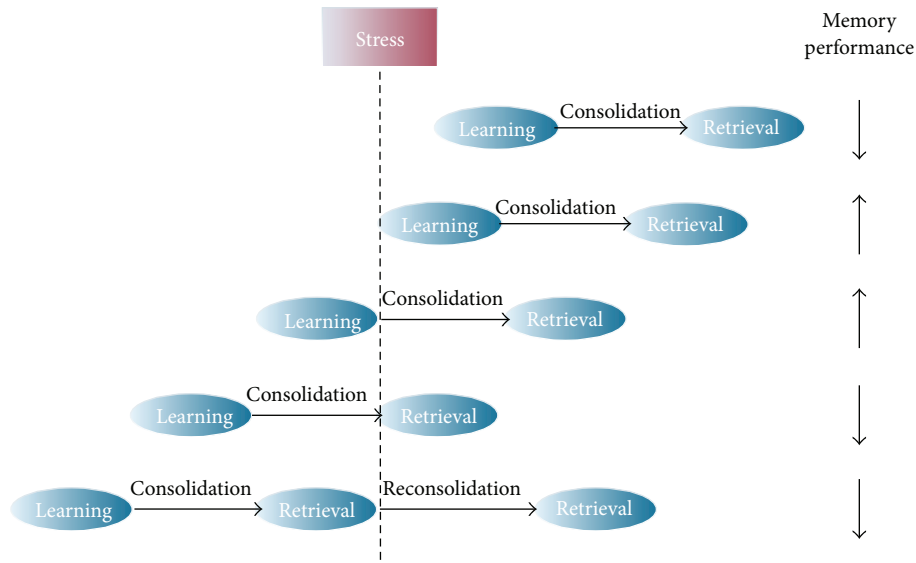 Stress
Memory
performance
Consolidation
Learning
Retrieval
Consolidation
Learning
Retrieval
Consolidation
Learning
Retrieval
Consolidation
Learning
Retrieval
Consolidation
Reconsolidation
Learning
Retrieval
Retrieval